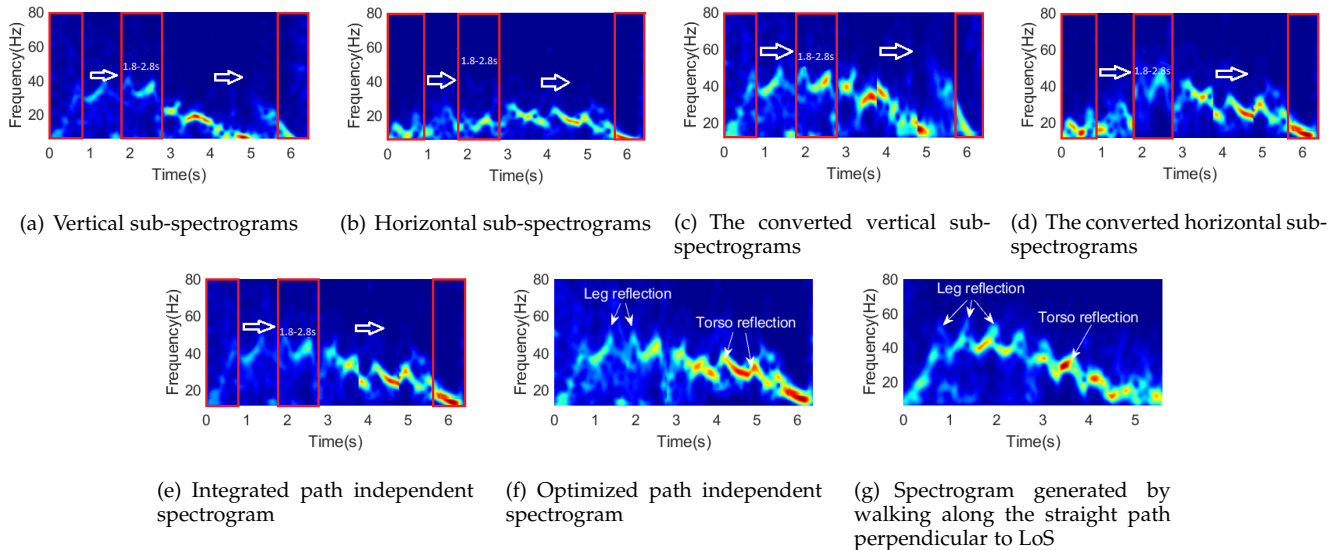 80
60
40
20
Frequency(Hz)
1.8-2.8s
0 1 2 3 4 5 6
Time(s)
(a) Vertical sub-spectrograms
80
60
40
20
Frequency(Hz)
1.8-2.8s
0 1 2 3 4 5 6
Time(s)
(b) Horizontal sub-spectrograms
80
60
40
20
Frequency(Hz)
1.8-2.8s
0 1 2 3 4 5 6
Time(s)
(c) The converted vertical sub-
spectrograms
80
60
40
20
Frequency(Hz)
1.8-2.8s
0 1 2 3 4 5 6
Time(s)
(d) The converted horizontal sub-
spectrograms
80
60
40
20
Frequency(Hz)
1.8-2.8s
0 1 2 3 4 5 6
Time(s)
(e) Integrated path independent
spectrogram
80
60
40
20
Frequency(Hz)
Leg reflection
Torso reflection
0 1 2 3 4 5 6
Time(s)
(f) Optimized path independent
spectrogram
80
60
40
20
Frequency(Hz)
Leg reflection
Torso reflection
0 1 2 3 4 5
Time(s)
(g) Spectrogram generated by
walking along the straight path
perpendicular to LoS